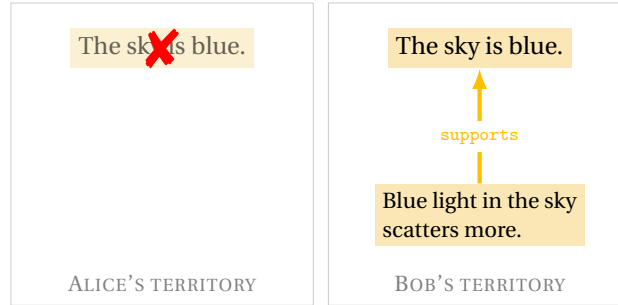 The sky is blue.
The sky is blue.
supports
Blue light in the sky
scatters more.
ALICE'S TERRITORY
BOB'S TERRITORY